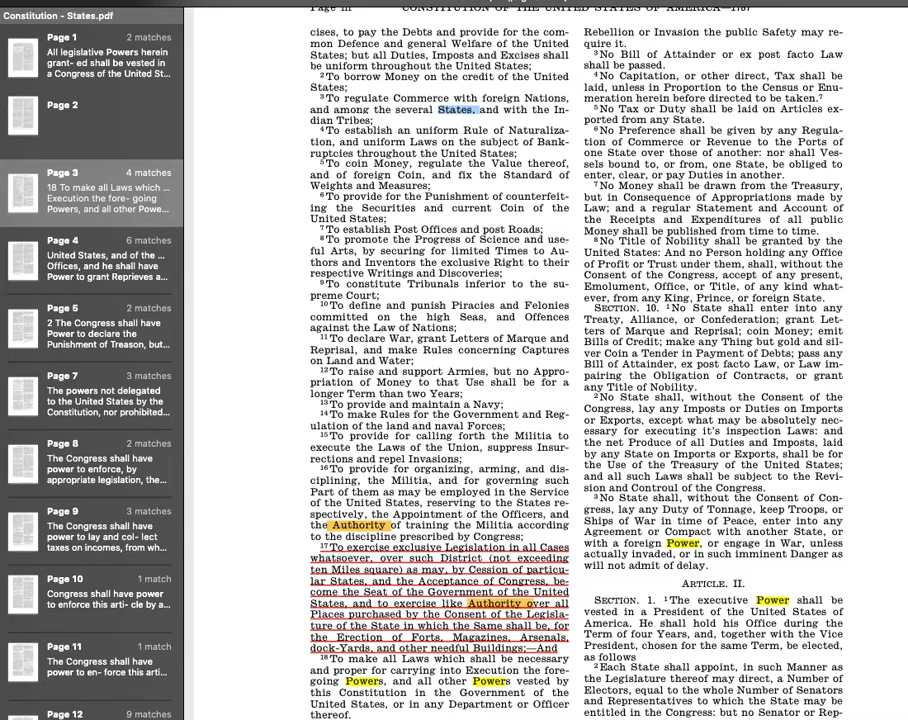 Page III CONSTITUTION OF THE UNITED STATES OF AMERICA—1787
Constitution - States.pdf
Page 1 2 matches
All legislative Powers herein
grant- ed shall be vested in
a Congress of the United St...
Page 2
Page 3 4 matches
18 To make all Laws which ...
Execution the fore- going
Powers, and all other Powe...
Page 4 6 matches
United States, and of the ...
Offices, and he shall have
Power to grant Reprieves a...
Page 5 2 matches
2 The Congress shall have
Power to declare the
Punishment of Treason, but...
Page 7 3 matches
The powers not delegated
to the United States by the
Constitution, nor prohibited...
Page 8 2 matches
The Congress shall have
power to enforce, by
appropriate legislation, the...
Page 9 3 matches
The Congress shall have
power to lay and col- lect
taxes on incomes, from wh...
Page 10 1 match
Congress shall have power
to enforce this arti- cle by a...
Page 11 1 match
The Congress shall have
power to en- force this arti...
Page 12 9 matches
cises, to pay the Debts and provide for the com-
mon Defence and general Welfare of the United
States; but all Duties, Imposts and Excises shall
be uniform throughout the United States;
2To borrow Money on the credit of the United
States;
3To regulate Commerce with foreign Nations,
and among the several States, and with the In-
dian Tribes;
4To establish an uniform Rule of Naturaliza-
tion, and uniform Laws on the subject of Bank-
ruptcies throughout the United States;
5To coin Money, regulate the Value thereof,
and of foreign Coin, and fix the Standard of
Weights and Measures;
6To provide for the Punishment of counterfeit-
ing the Securities and current Coin of the
United States;
7To establish Post Offices and post Roads;
8To promote the Progress of Science and use-
ful Arts, by securing for limited Times to Au-
thors and Inventors the exclusive Right to their
respective Writings and Discoveries;
9To constitute Tribunals inferior to the su-
preme Court;
10To define and punish Piracies and Felonies
committed on the high Seas, and Offences
against the Law of Nations;
11To declare War, grant Letters of Marque and
Reprisal, and make Rules concerning Captures
on Land and Water;
12To raise and support Armies, but no Appro-
priation of Money to that Use shall be for a
longer Term than two Years;
13To provide and maintain a Navy;
14To make Rules for the Government and Reg-
ulation of the land and naval Forces;
15To provide for calling forth the Militia to
execute the Laws of the Union, suppress Insur-
rections and repel Invasions;
16To provide for organizing, arming, and dis-
ciplining, the Militia, and for governing such
Part of them as may be employed in the Service
of the United States, reserving to the States re-
spectively, the Appointment of the Officers, and
the Authority of training the Militia according
to the discipline prescribed by Congress;
17To exercise exclusive Legislation in all Cases
whatsoever, over such District (not exceeding
ten Miles square) as may, by Cession of particu-
lar States, and the Acceptance of Congress, be-
come the Seat of the Government of the United
States, and to exercise like Authority over all
Places purchased by the Consent of the Legisla-
ture of the State in which the Same shall be, for
the Erection of Forts, Magazines, Arsenals,
dock-Yards, and other needful Buildings;—And
18To make all Laws which shall be necessary
and proper for carrying into Execution the fore-
going Powers, and all other Powers vested by
this Constitution in the Government of the
United States, or in any Department or Officer
thereof.
Rebellion or Invasion the public Safety may re-
quire it.
3No Bill of Attainder or ex post facto Law
shall be passed.
4No Capitation, or other direct, Tax shall be
laid, unless in Proportion to the Census or Enu-
meration herein before directed to be taken.7
5No Tax or Duty shall be laid on Articles ex-
ported from any State.
6No Preference shall be given by any Regula-
tion of Commerce or Revenue to the Ports of
one State over those of another: nor shall Ves-
sels bound to, or from, one State, be obliged to
enter, clear, or pay Duties in another.
7No Money shall be drawn from the Treasury,
but in Consequence of Appropriations made by
Law; and a regular Statement and Account of
the Receipts and Expenditures of all public
Money shall be published from time to time.
8No Title of Nobility shall be granted by the
United States: And no Person holding any Office
of Profit or Trust under them, shall, without the
Consent of the Congress, accept of any present,
Emolument, Office, or Title, of any kind what-
ever, from any King, Prince, or foreign State.
SECTION. 10. 1No State shall enter into any
Treaty, Alliance, or Confederation; grant Let-
ters of Marque and Reprisal; coin Money; emit
Bills of Credit; make any Thing but gold and sil-
ver Coin a Tender in Payment of Debts; pass any
Bill of Attainder, ex post facto Law, or Law im-
pairing the Obligation of Contracts, or grant
any Title of Nobility.
2No State shall, without the Consent of the
Congress, lay any Imposts or Duties on Imports
or Exports, except what may be absolutely nec-
essary for executing it's inspection Laws: and
the net Produce of all Duties and Imposts, laid
by any State on Imports or Exports, shall be for
the Use of the Treasury of the United States;
and all such Laws shall be subject to the Revi-
sion and Controul of the Congress.
3No State shall, without the Consent of Con-
gress, lay any Duty of Tonnage, keep Troops, or
Ships of War in time of Peace, enter into any
Agreement or Compact with another State, or
with a foreign Power, or engage in War, unless
actually invaded, or in such imminent Danger as
will not admit of delay.
ARTICLE. II.
SECTION. 1. 1The executive Power shall be
vested in a President of the United States of
America. He shall hold his Office during the
Term of four Years, and, together with the Vice
President, chosen for the same Term, be elected,
as follows
2Each State shall appoint, in such Manner as
the Legislature thereof may direct, a Number of
Electors, equal to the whole Number of Senators
and Representatives to which the State may be
entitled in the Congress: but no Senator or Rep-